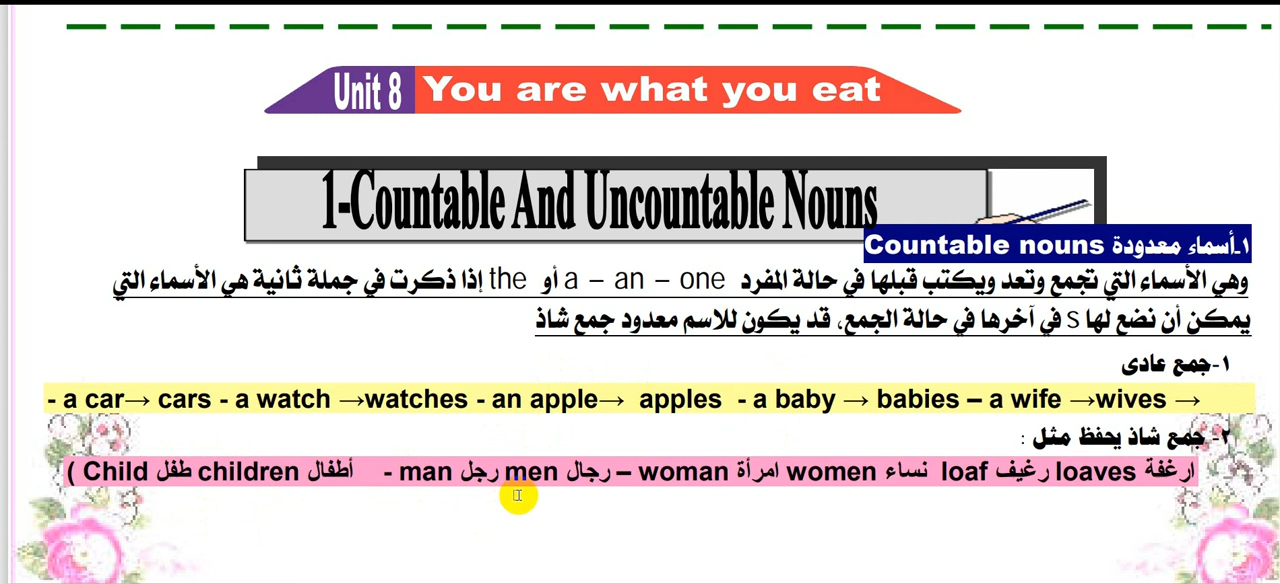 Unit 8 You are what you eat
1-Countable And Uncountable Nouns
١-أسماء معدودة Countable nouns
وهي الأسماء التي تجمع وتعد ويكتب قبلها في حالة المفرد a – an – one أو the إذا ذكرت في جملة ثانية هي الأسماء التي
يمكن أن نضع لها s في آخرها في حالة الجمع، قد يكون للاسم معدود جمع شاذ
١-جمع عادى
- a car→ cars - a watch →watches - an apple→ apples - a baby → babies – a wife →wives →
٢-جمع شاذ يحفظ مثل :
( Child طفل children أطفال - man رجل men رجال – woman امرأة women نساء loaf رغيف loaves ارغفة